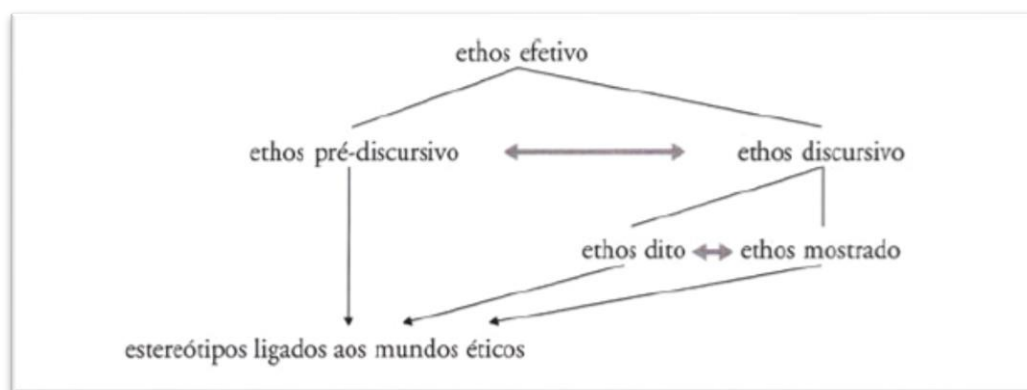 ethos efetivo
ethos pré-discursivo
ethos discursivo
ethos dito
ethos mostrado
estereótipos ligados aos mundos éticos